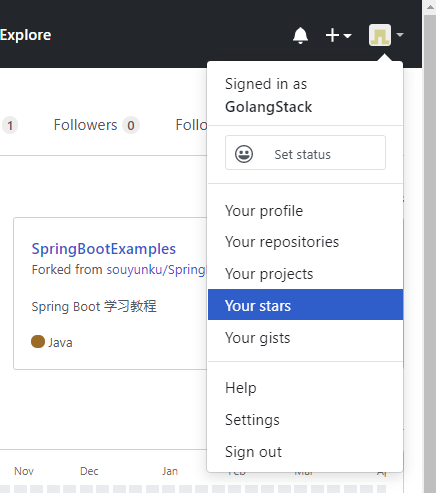 Explore
Signed in as
GolangStack
1
Followers 0
Follo
Set status
Your profile
Your repositories
Your projects
Your stars
Your gists
Help
Settings
Sign out
SpringBootExamples
Forked from souyunku/Spring
Spring Boot 学习教程
Java
Nov Dec Jan Feb Mar